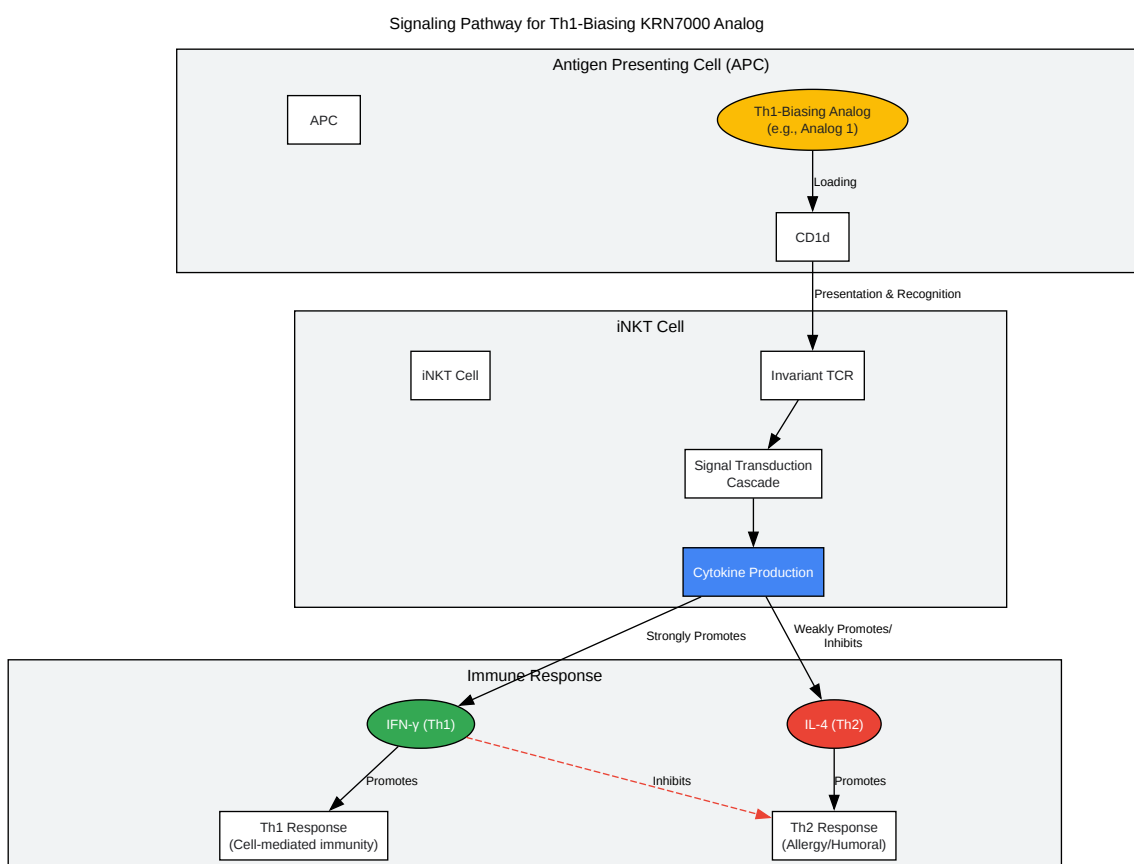 Signaling Pathway for Th1-Biasing KRN7000 Analog
Antigen Presenting Cell (APC)
APC
Th1-Biasing Analog
(e.g., Analog 1)
Loading
CD1d
Presentation & Recognition
iNKT Cell
iNKT Cell
Invariant TCR
Signal Transduction
Cascade
Cytokine Production
Strongly Promotes
Weakly Promotes/
Inhibits
Immune Response
IFN-γ (Th1)
IL-4 (Th2)
Promotes
Inhibits
Promotes
Th1 Response
(Cell-mediated immunity)
Th2 Response
(Allergy/Humoral)